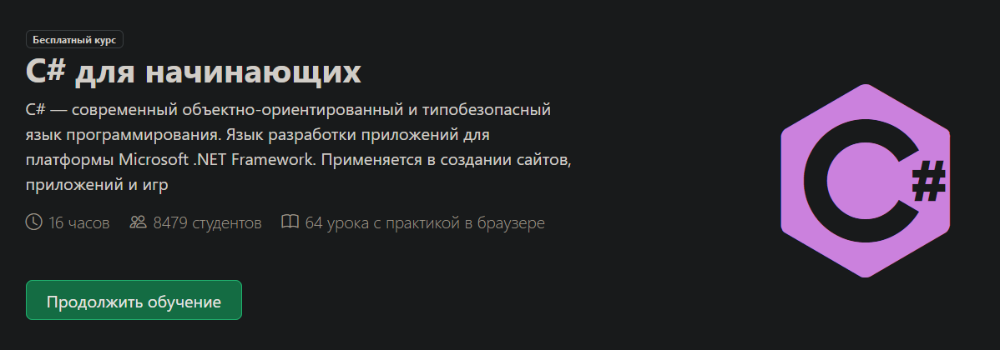 Бесплатный курс
C# для начинающих
C# — современный объектно-ориентированный и типобезопасный
язык программирования. Язык разработки приложений для
платформы Microsoft .NET Framework. Применяется в создании сайтов,
приложений и игр
16 часов 8479 студентов 64 урока с практикой в браузере
Продолжить обучение
C#